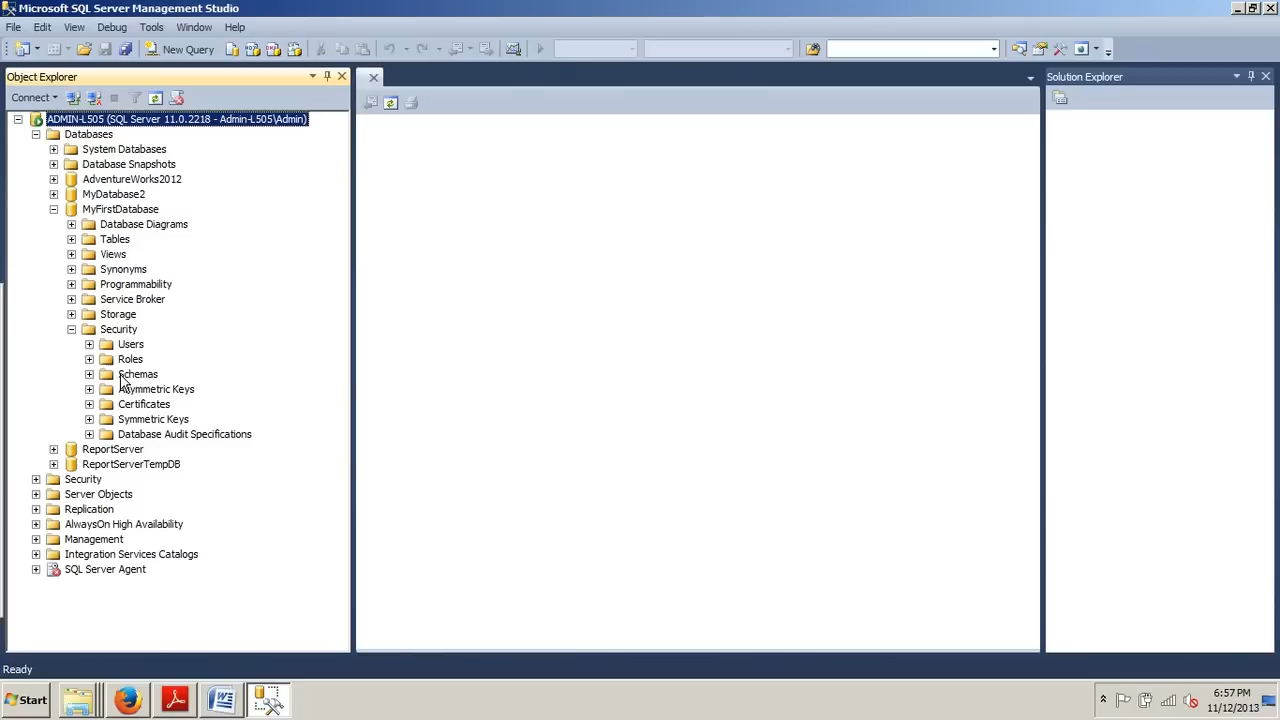 Microsoft SQL Server Management Studio
File Edit View Debug Tools Window Help
New Query
Object Explorer
Solution Explorer
Connect
ADMIN-L505 (SQL Server 11.0.2218 - Admin-L505\Admin)
Databases
System Databases
Database Snapshots
AdventureWorks2012
MyDatabase2
MyFirstDatabase
Database Diagrams
Tables
Views
Synonyms
Programmability
Service Broker
Storage
Security
Users
Roles
Schemas
Asymmetric Keys
Certificates
Symmetric Keys
Database Audit Specifications
ReportServer
ReportServerTempDB
Security
Server Objects
Replication
AlwaysOn High Availability
Management
Integration Services Catalogs
SQL Server Agent
Ready
Start
6:57 PM
11/12/2013